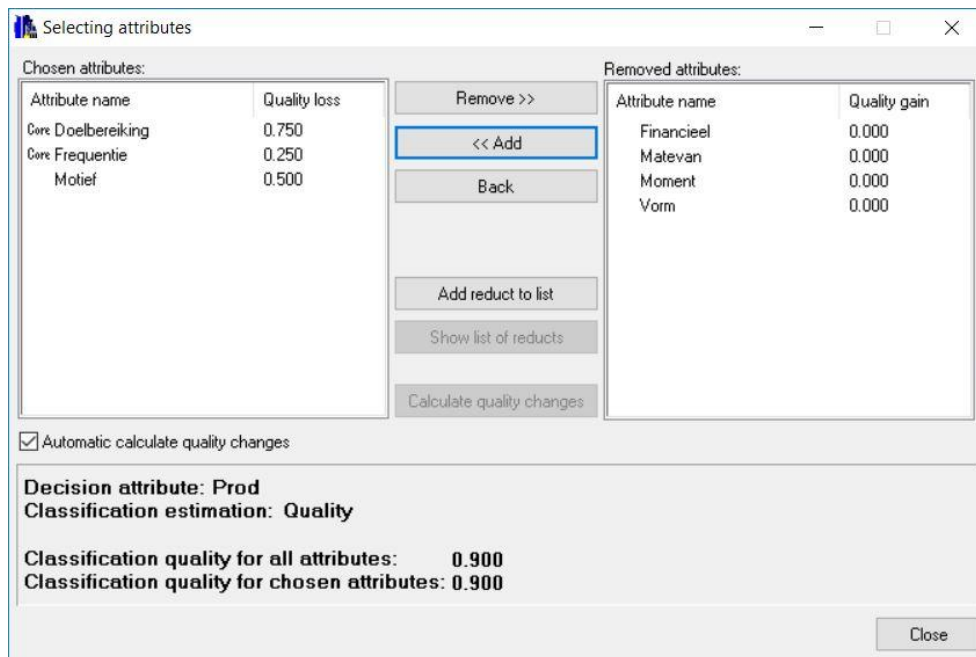 Selecting attributes
Chosen attributes:
Attribute name Quality loss
Core Doelbereiking 0.750
Core Frequentie 0.250
Motief 0.500
Remove >>
<< Add
Back
Add reduct to list
Show list of reducts
Calculate quality changes
Removed attributes:
Attribute name Quality gain
Financieel 0.000
Matevan 0.000
Moment 0.000
Vorm 0.000
Automatic calculate quality changes
Decision attribute: Prod
Classification estimation: Quality
Classification quality for all attributes: 0.900
Classification quality for chosen attributes: 0.900
Close